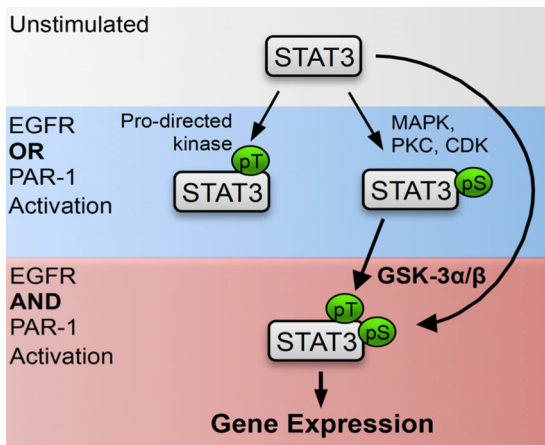 Unstimulated
STAT3
EGFR
OR
PAR-1
Activation
Pro-directed
kinase
pT
STAT3
MAPK,
PKC, CDK
STAT3
pS
EGFR
AND
PAR-1
Activation
GSK-3α/β
pT
STAT3
pS
Gene Expression